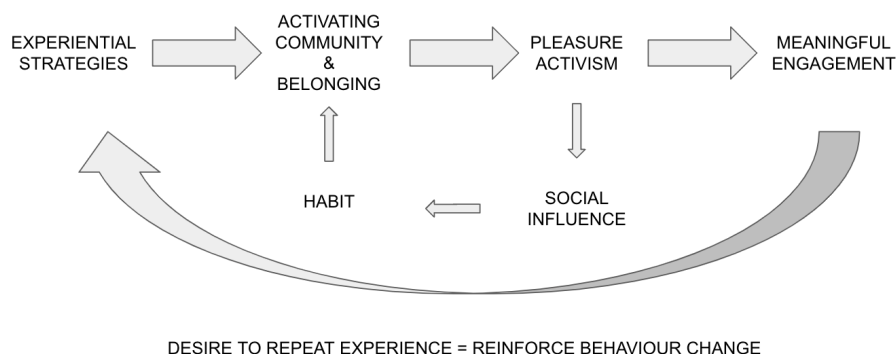 EXPERIENTIAL
STRATEGIES
ACTIVATING
COMMUNITY
&
BELONGING
PLEASURE
ACTIVISM
MEANINGFUL
ENGAGEMENT
HABIT
SOCIAL
INFLUENCE
DESIRE TO REPEAT EXPERIENCE = REINFORCE BEHAVIOUR CHANGE